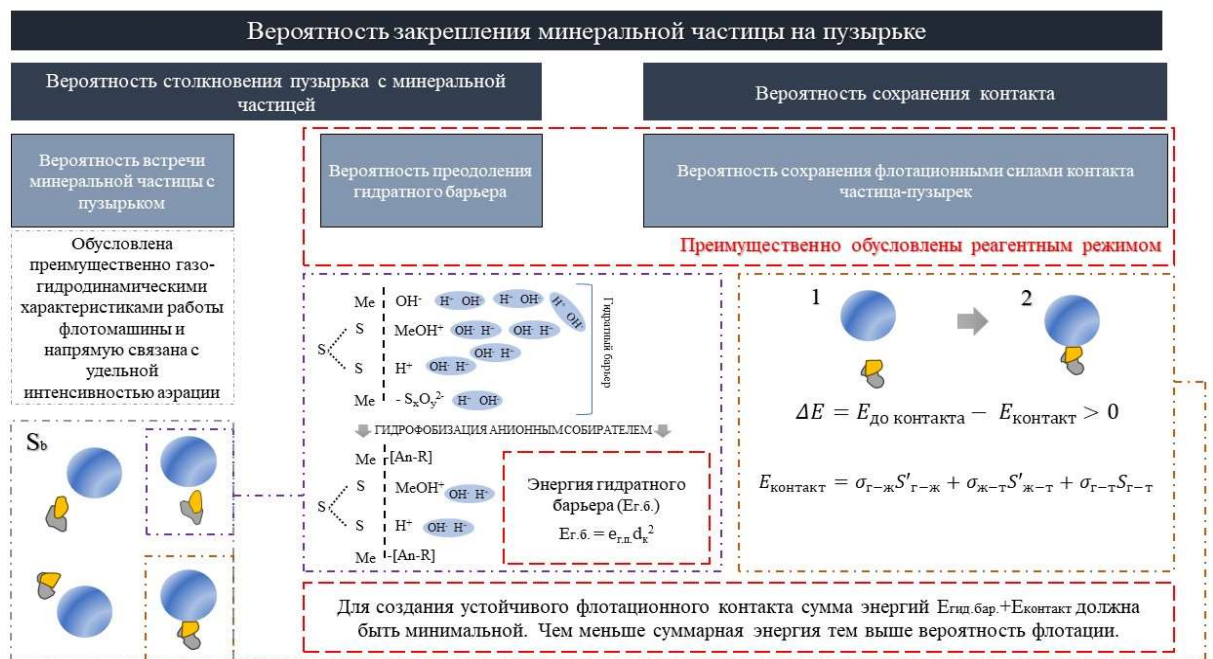 Вероятность закрепления минеральной частицы на пузырьке
Вероятность столкновения пузырька с минеральной
частицей
Вероятность сохранения контакта
Вероятность встречи
минеральной частицы с
пузырьком
Вероятность преодоления
гидратного барьера
Вероятность сохранения флотационными силами контакта
частица-пузырек
Преимущественно обусловлены реагентным режимом
Обусловлена
преимущественно газо-
гидродинамическими
характеристиками работы
флотомашины и
напрямую связана с
удельной
интенсивностью аэрации
Sb
Me OH- H+ OH- H+ OH- H+ OH-
S MeOH+ OH- H+ OH- H+
S OH- H+
S H+ OH- H+
Me - SxOy2- H+ OH-
Гидратный барьер
ГИДРОФОБИЗАЦИЯ АНИОННЫМ СОБИРАТЕЛЕМ
Me -[An-R]
S MeOH+ OH- H+
S
S H+ OH- H+
Me -[An-R]
Энергия гидратного
барьера (Eг.б.)
Eг.б. = eг.п.dк2
1 2
ΔE = Eдо контакта − Eконтакт > 0
Eконтакт = σг−жS′г−ж + σж−тS′ж−т + σг−тSг−т
Для создания устойчивого флотационного контакта сумма энергий Eгид.бар.+Eконтакт должна
быть минимальной. Чем меньше суммарная энергия тем выше вероятность флотации.